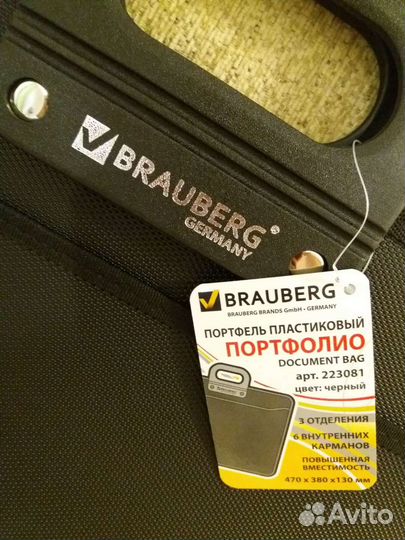 BRAUBERG®
GERMANY
BRAUBERG®
BRAUBERG BRANDS GmbH • GERMANY
ПОРТФЕЛЬ ПЛАСТИКОВЫЙ
ПОРТФОЛИО
DOCUMENT BAG
арт. 223081
цвет: черный
3 ОТДЕЛЕНИЯ
6 ВНУТРЕННИХ
КАРМАНОВ
ПОВЫШЕННАЯ
ВМЕСТИМОСТЬ
470 x 380 x130 мм
Avito